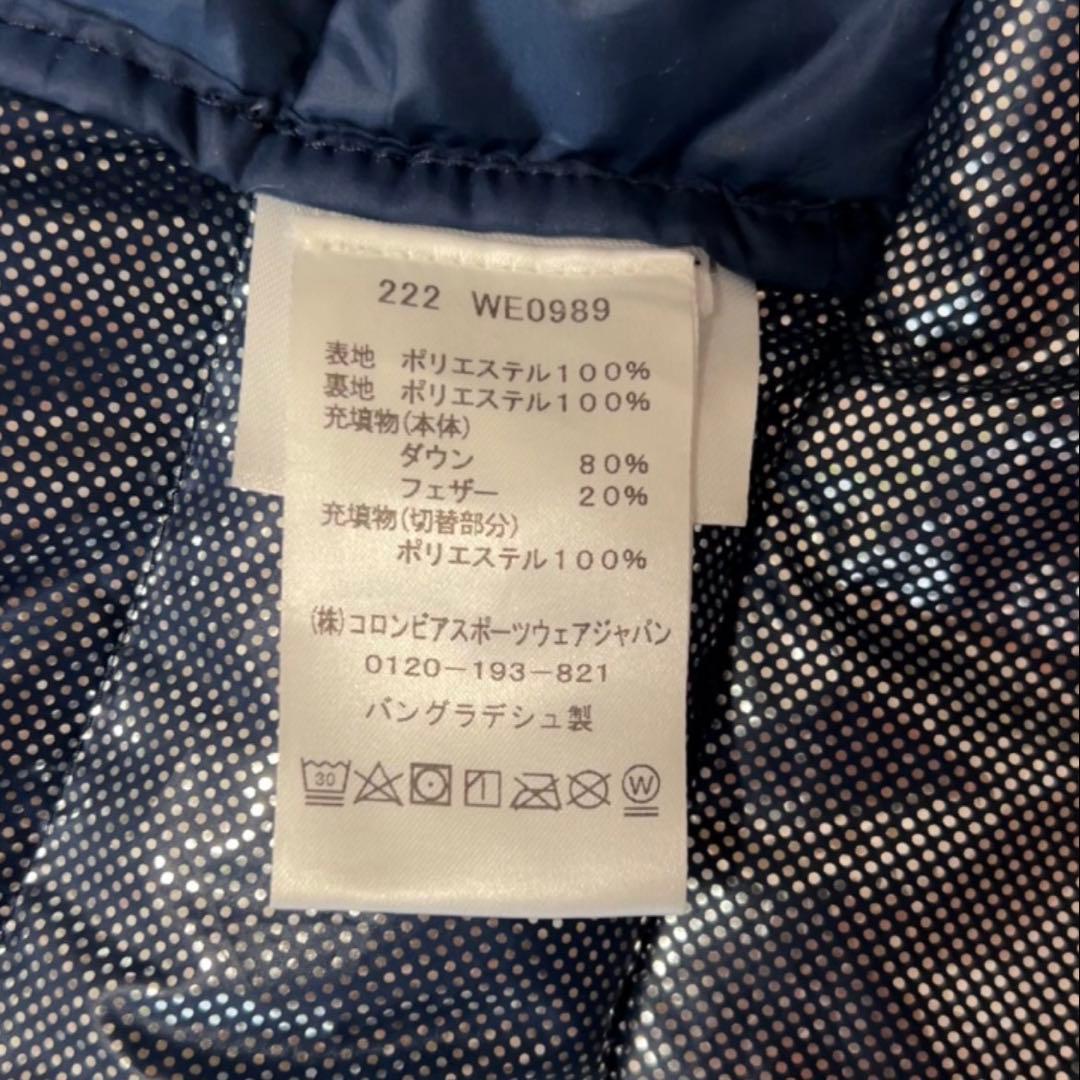 222 WE0989
表地 ポリエステル100%
裏地 ポリエステル100%
充填物(本体)
ダウン 80%
フェザー 20%
充填物(切替部分)
ポリエステル100%
(株)コロンビアスポーツウェアジャパン
0120-193-821
バングラデシュ製
30 W